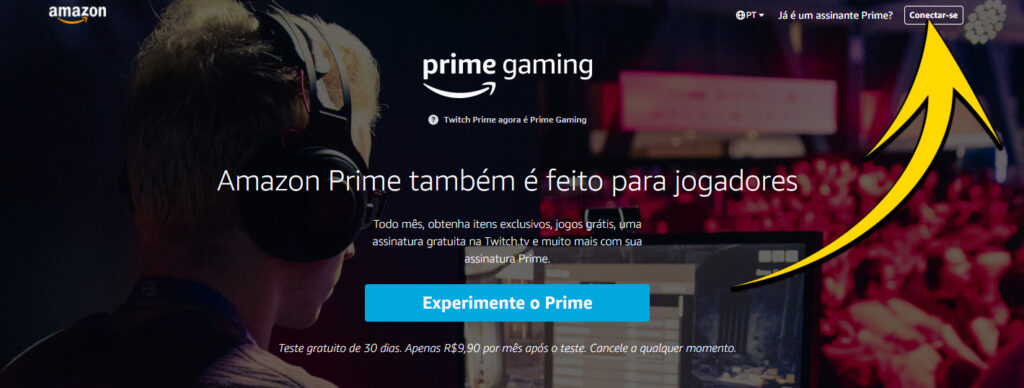 amazon
PT
Já é um assinante Prime?
Conectar-se
prime gaming
? Twitch Prime agora é Prime Gaming
Amazon Prime também é feito para jogadores
Todo mês, obtenha itens exclusivos, jogos grátis, uma
assinatura gratuita na Twitch.tv e muito mais com sua
assinatura Prime.
Experimente o Prime
Teste gratuito de 30 dias. Apenas R$9,90 por mês após o teste. Cancele a qualquer momento.